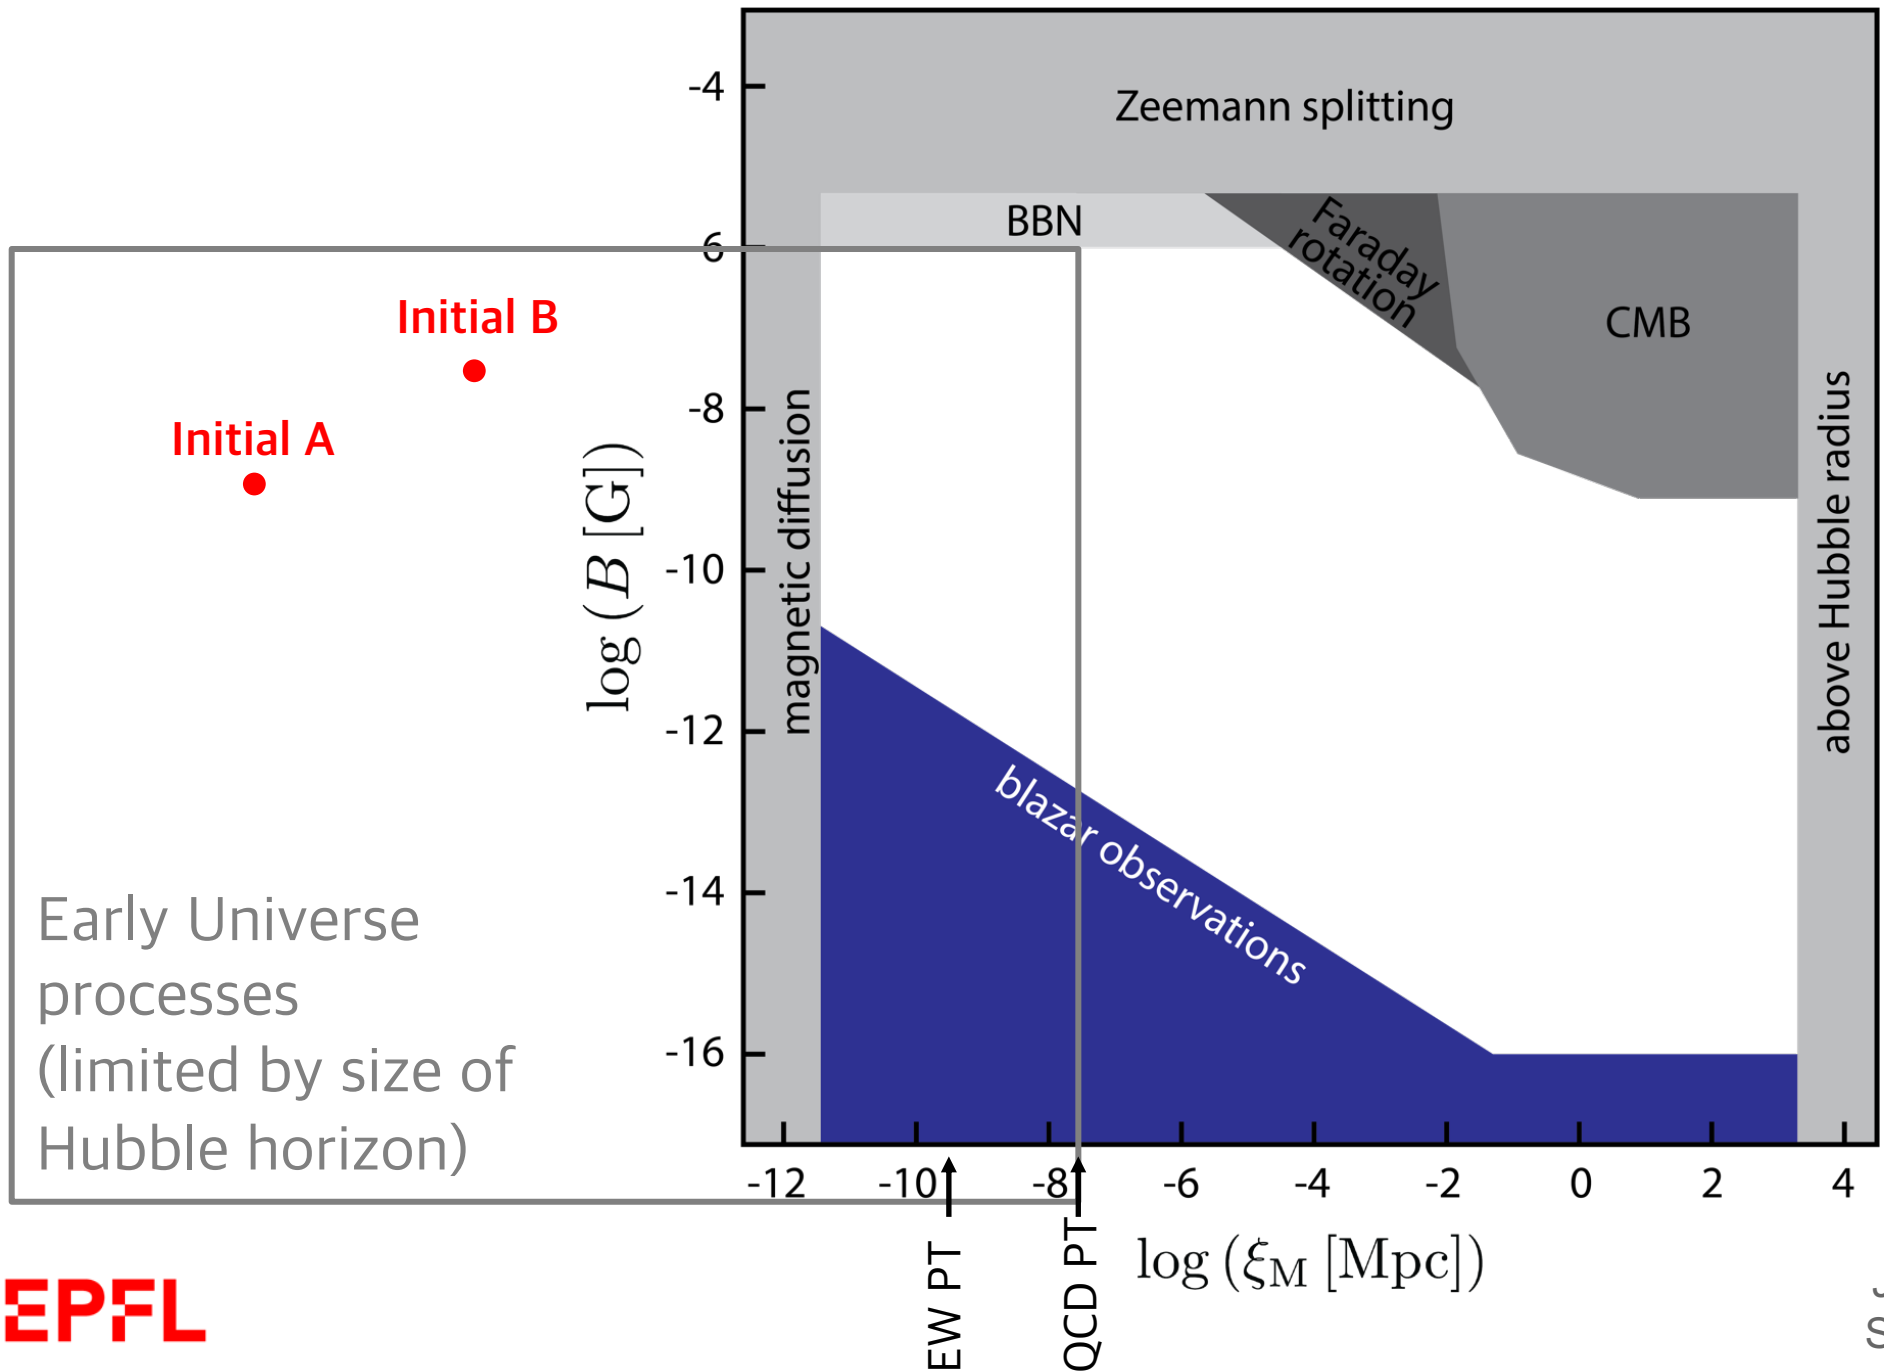 -4
Zeemann splitting
BBN
Faraday
rotation
6
Initial B
CMB
-8
Initial A
magnetic diffusion
above Hubble radius
log (B [G])
-10
-12
blazar observations
-14
Early Universe
processes
(limited by size of
Hubble horizon)
-16
-12 -10 -8 -6 -4 -2 0 2 4
EW PT
QCD PT
log (ξM [Mpc])
EPFL